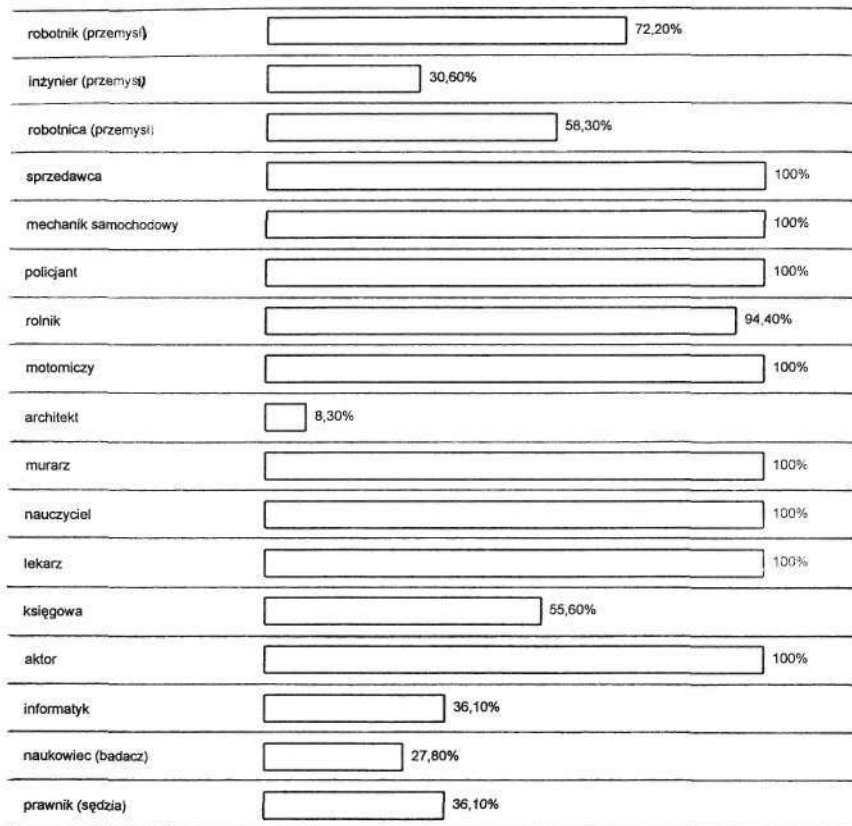 robotnik (przemysł) 72,20%
inżynier (przemysł) 30,60%
robotnica (przemysł) 58,30%
sprzedawca 100%
mechanik samochodowy 100%
policjant 100%
rolnik 94,40%
motorniczy 100%
architekt 8,30%
murarz 100%
nauczyciel 100%
lekarz 100%
księgowa 55,60%
aktor 100%
informatyk 36,10%
naukowiec (badacz) 27,80%
prawnik (sędzia) 36,10%